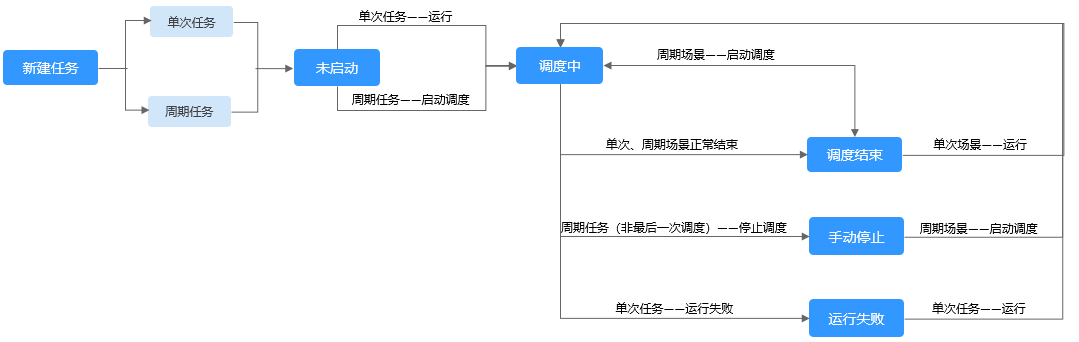 新建任务
单次任务
周期任务
未启动
单次任务——运行
周期任务——启动调度
调度中
周期场景——启动调度
单次、周期场景正常结束
调度结束
单次场景——运行
周期任务（非最后一次调度）——停止调度
手动停止
周期场景——启动调度
单次任务——运行失败
运行失败
单次任务——运行